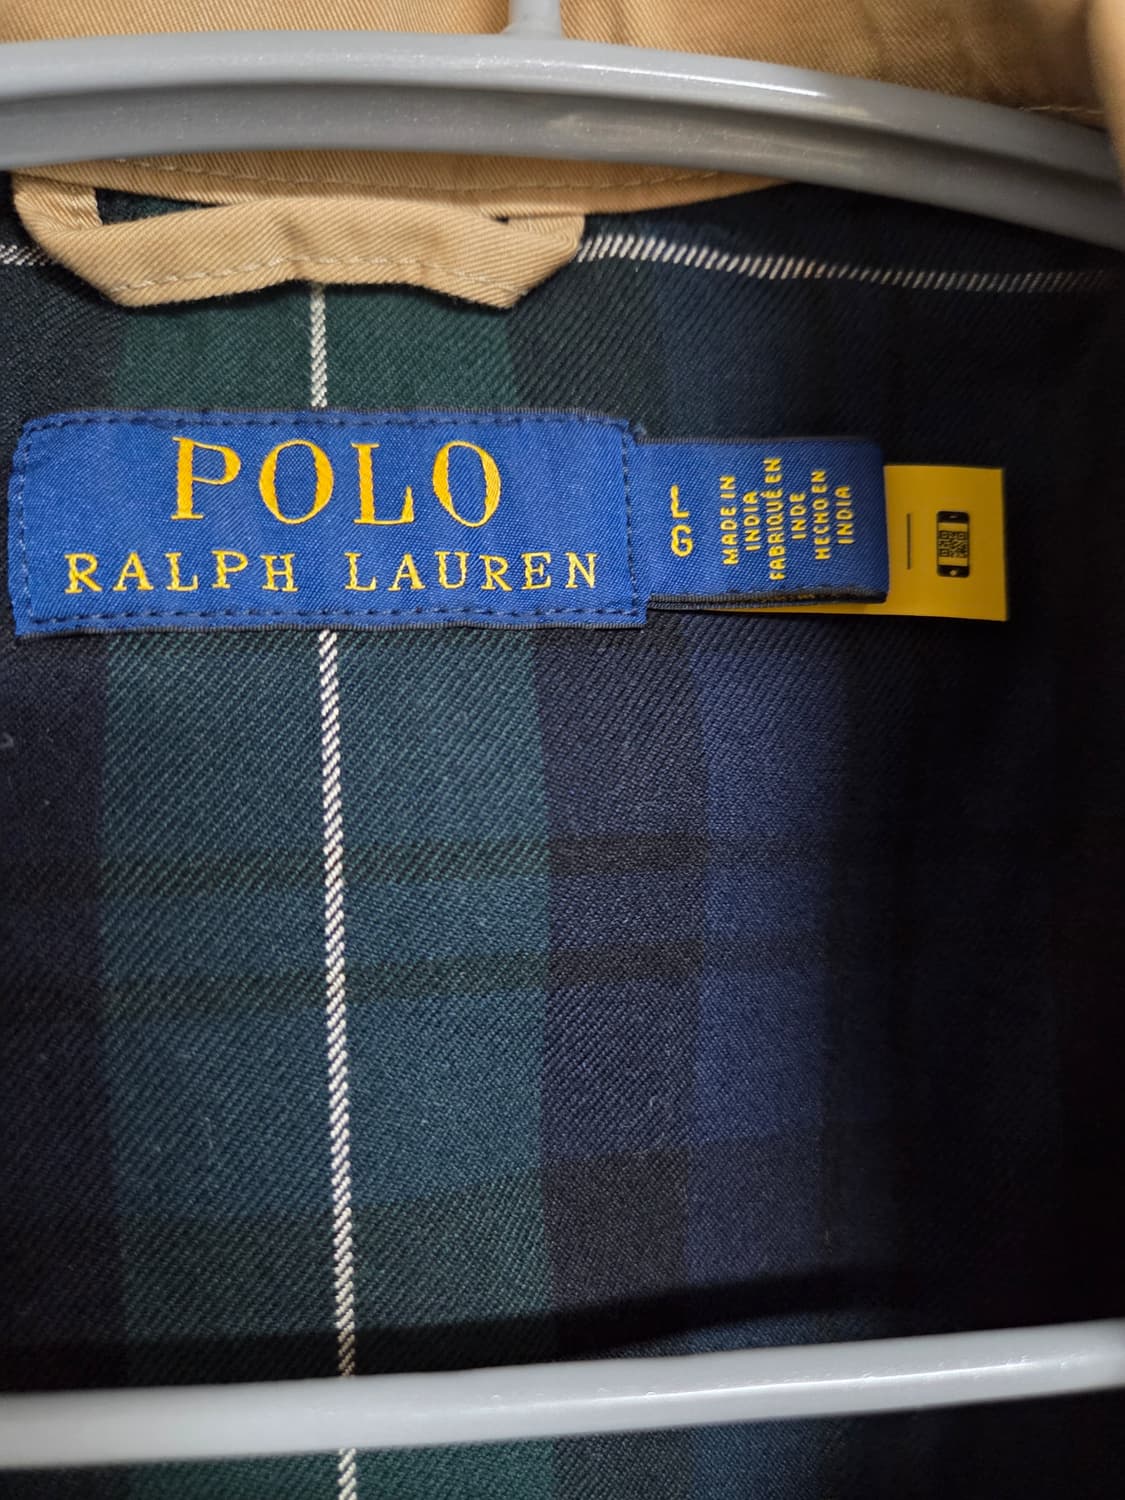 POLO
RALPH LAUREN
L
G
MADE IN
INDIA
FABRIQUÉ EN
INDE
HECHO EN
INDIA